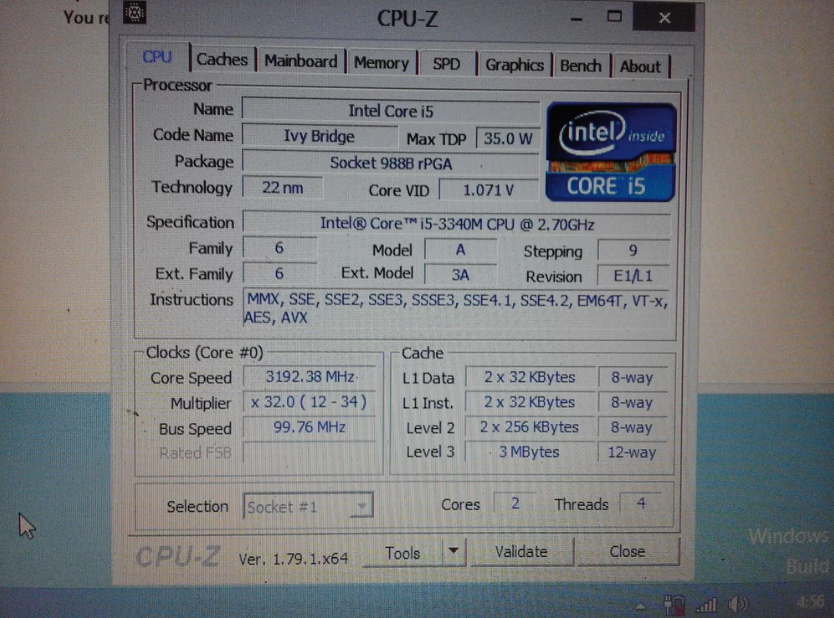 You re
CPU-Z
CPU Caches Mainboard Memory SPD Graphics Bench About
Processor
Name Intel Core i5
Code Name Ivy Bridge Max TDP 35.0 W
Package Socket 988B rPGA
Technology 22 nm Core VID 1.071 V
intel inside
CORE i5
Specification Intel® Core™ i5-3340M CPU @ 2.70GHz
Family 6 Model A Stepping 9
Ext. Family 6 Ext. Model 3A Revision E1/L1
Instructions MMX, SSE, SSE2, SSE3, SSSE3, SSE4.1, SSE4.2, EM64T, VT-x,
AES, AVX
Clocks (Core #0)
Core Speed 3192.38 MHz
Multiplier x 32.0 ( 12 - 34 )
Bus Speed 99.76 MHz
Rated FSB
Cache
L1 Data 2 x 32 KBytes 8-way
L1 Inst. 2 x 32 KBytes 8-way
Level 2 2 x 256 KBytes 8-way
Level 3 3 MBytes 12-way
Selection Socket #1 Cores 2 Threads 4
CPU-Z Ver. 1.79.1.x64 Tools Validate Close
Windows
Build
4:56